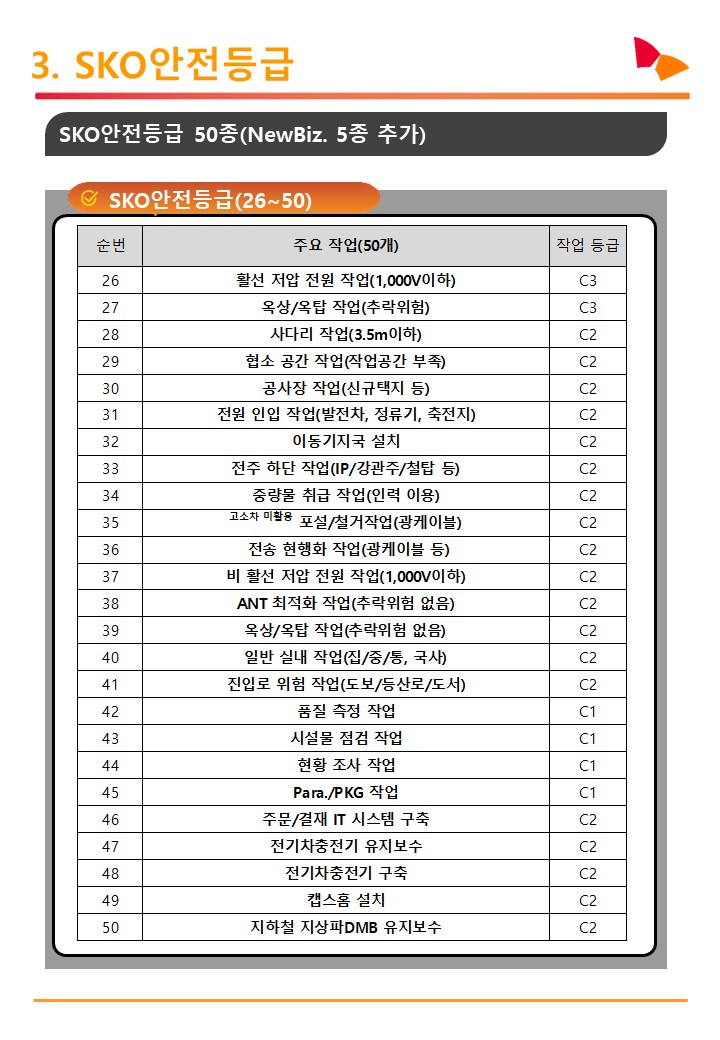 3. SKO안전등급
SKO안전등급 50종(NewBiz. 5종 추가)
SKO안전등급(26~50)
순번 주요 작업(50개) 작업 등급
26 활선 저압 전원 작업(1,000V이하) C3
27 옥상/옥탑 작업(추락위험) C3
28 사다리 작업(3.5m이하) C2
29 협소 공간 작업(작업공간 부족) C2
30 공사장 작업(신규택지 등) C2
31 전원 인입 작업(발전차, 정류기, 축전지) C2
32 이동기지국 설치 C2
33 전주 하단 작업(IP/강관주/철탑 등) C2
34 중량물 취급 작업(인력 이용) C2
35 고소차 미활용 포설/철거작업(광케이블) C2
36 전송 현행화 작업(광케이블 등) C2
37 비 활선 저압 전원 작업(1,000V이하) C2
38 ANT 최적화 작업(추락위험 없음) C2
39 옥상/옥탑 작업(추락위험 없음) C2
40 일반 실내 작업(집/중/통, 국사) C2
41 진입로 위험 작업(도보/등산로/도서) C2
42 품질 측정 작업 C1
43 시설물 점검 작업 C1
44 현황 조사 작업 C1
45 Para./PKG 작업 C1
46 주문/결재 IT 시스템 구축 C2
47 전기차충전기 유지보수 C2
48 전기차충전기 구축 C2
49 캡스홈 설치 C2
50 지하철 지상파DMB 유지보수 C2